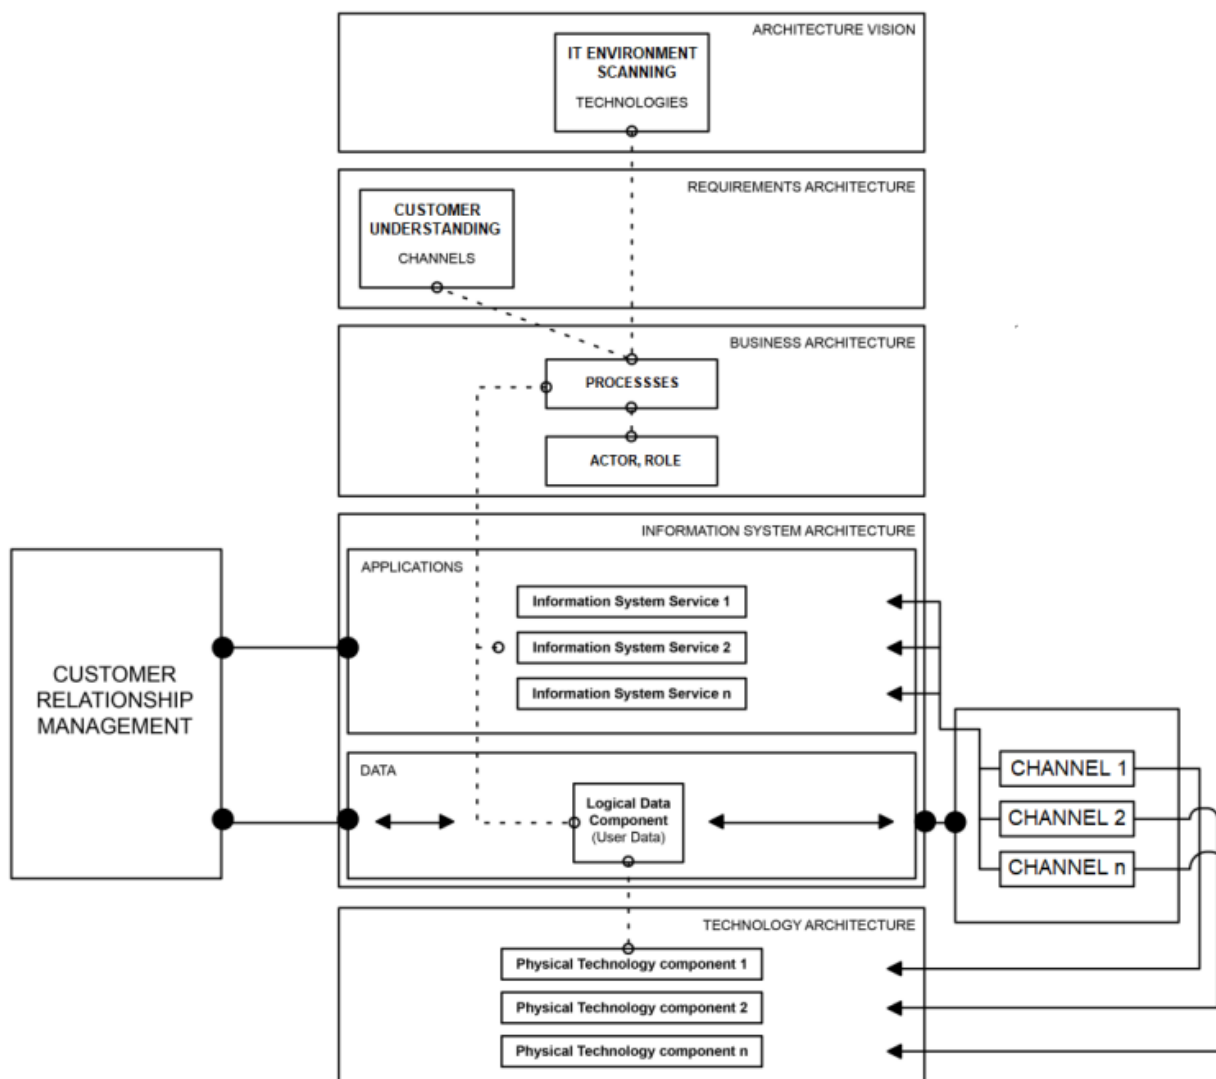 ARCHITECTURE VISION
IT ENVIRONMENT
SCANNING
TECHNOLOGIES
REQUIREMENTS ARCHITECTURE
CUSTOMER
UNDERSTANDING
CHANNELS
BUSINESS ARCHITECTURE
PROCESSSES
ACTOR, ROLE
INFORMATION SYSTEM ARCHITECTURE
APPLICATIONS
Information System Service 1
Information System Service 2
Information System Service n
CUSTOMER
RELATIONSHIP
MANAGEMENT
DATA
Logical Data
Component
(User Data)
CHANNEL 1
CHANNEL 2
CHANNEL n
TECHNOLOGY ARCHITECTURE
Physical Technology component 1
Physical Technology component 2
Physical Technology component n